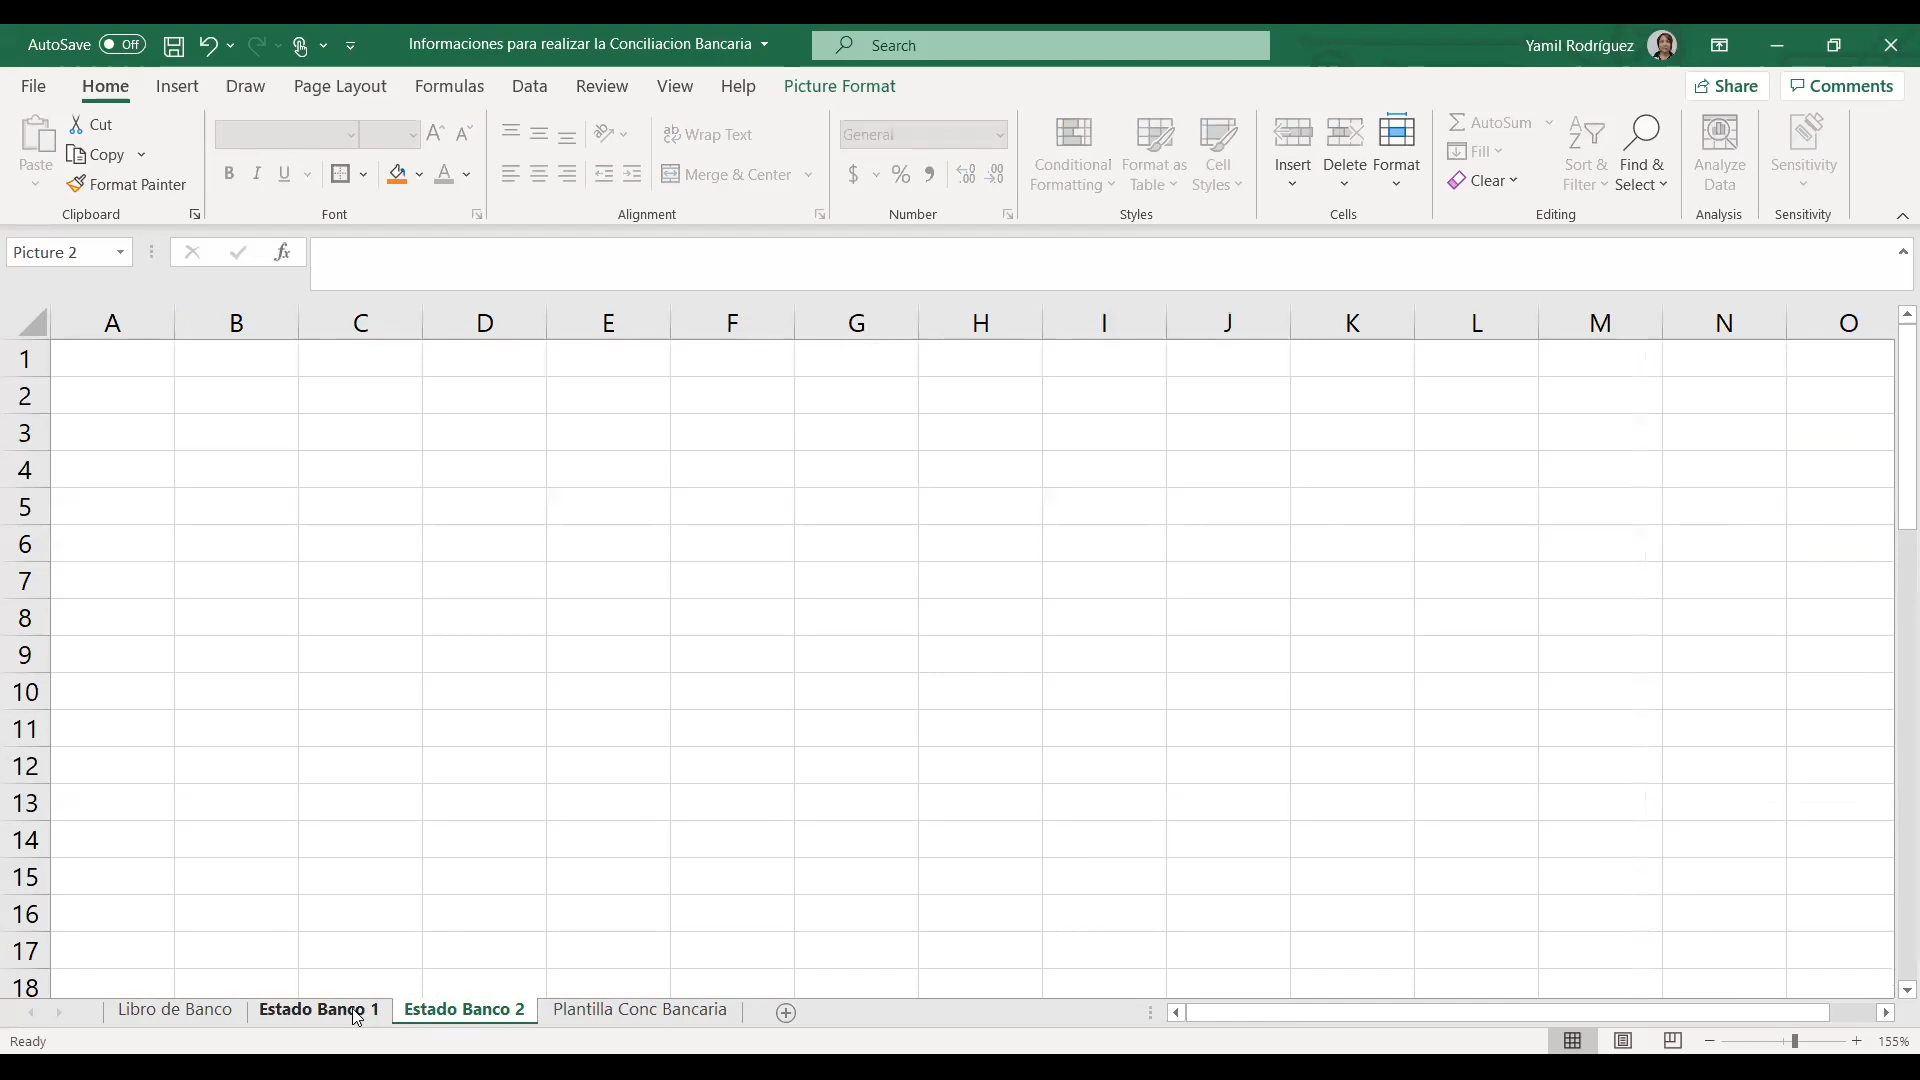 AutoSave Off
Informaciones para realizar la Conciliacion Bancaria
Search
Yamil Rodríguez
File Home Insert Draw Page Layout Formulas Data Review View Help Picture Format
Share Comments
Paste
Cut
Copy
Format Painter
Clipboard
B I U A
Font
ab Wrap Text
Merge & Center
Alignment
General
$ % 9
Number
Conditional Formatting
Format as Table
Cell Styles
Styles
Insert Delete Format
Cells
AutoSum
Fill
Clear
Sort & Filter
Find & Select
Editing
Analyze Data
Analysis
Sensitivity
Sensitivity
Picture 2
fx
A B C D E F G H I J K L M N O
1
2
3
4
5
6
7
8
9
10
11
12
13
14
15
16
17
18
Libro de Banco Estado Banco 1 Estado Banco 2 Plantilla Conc Bancaria
Ready
155%